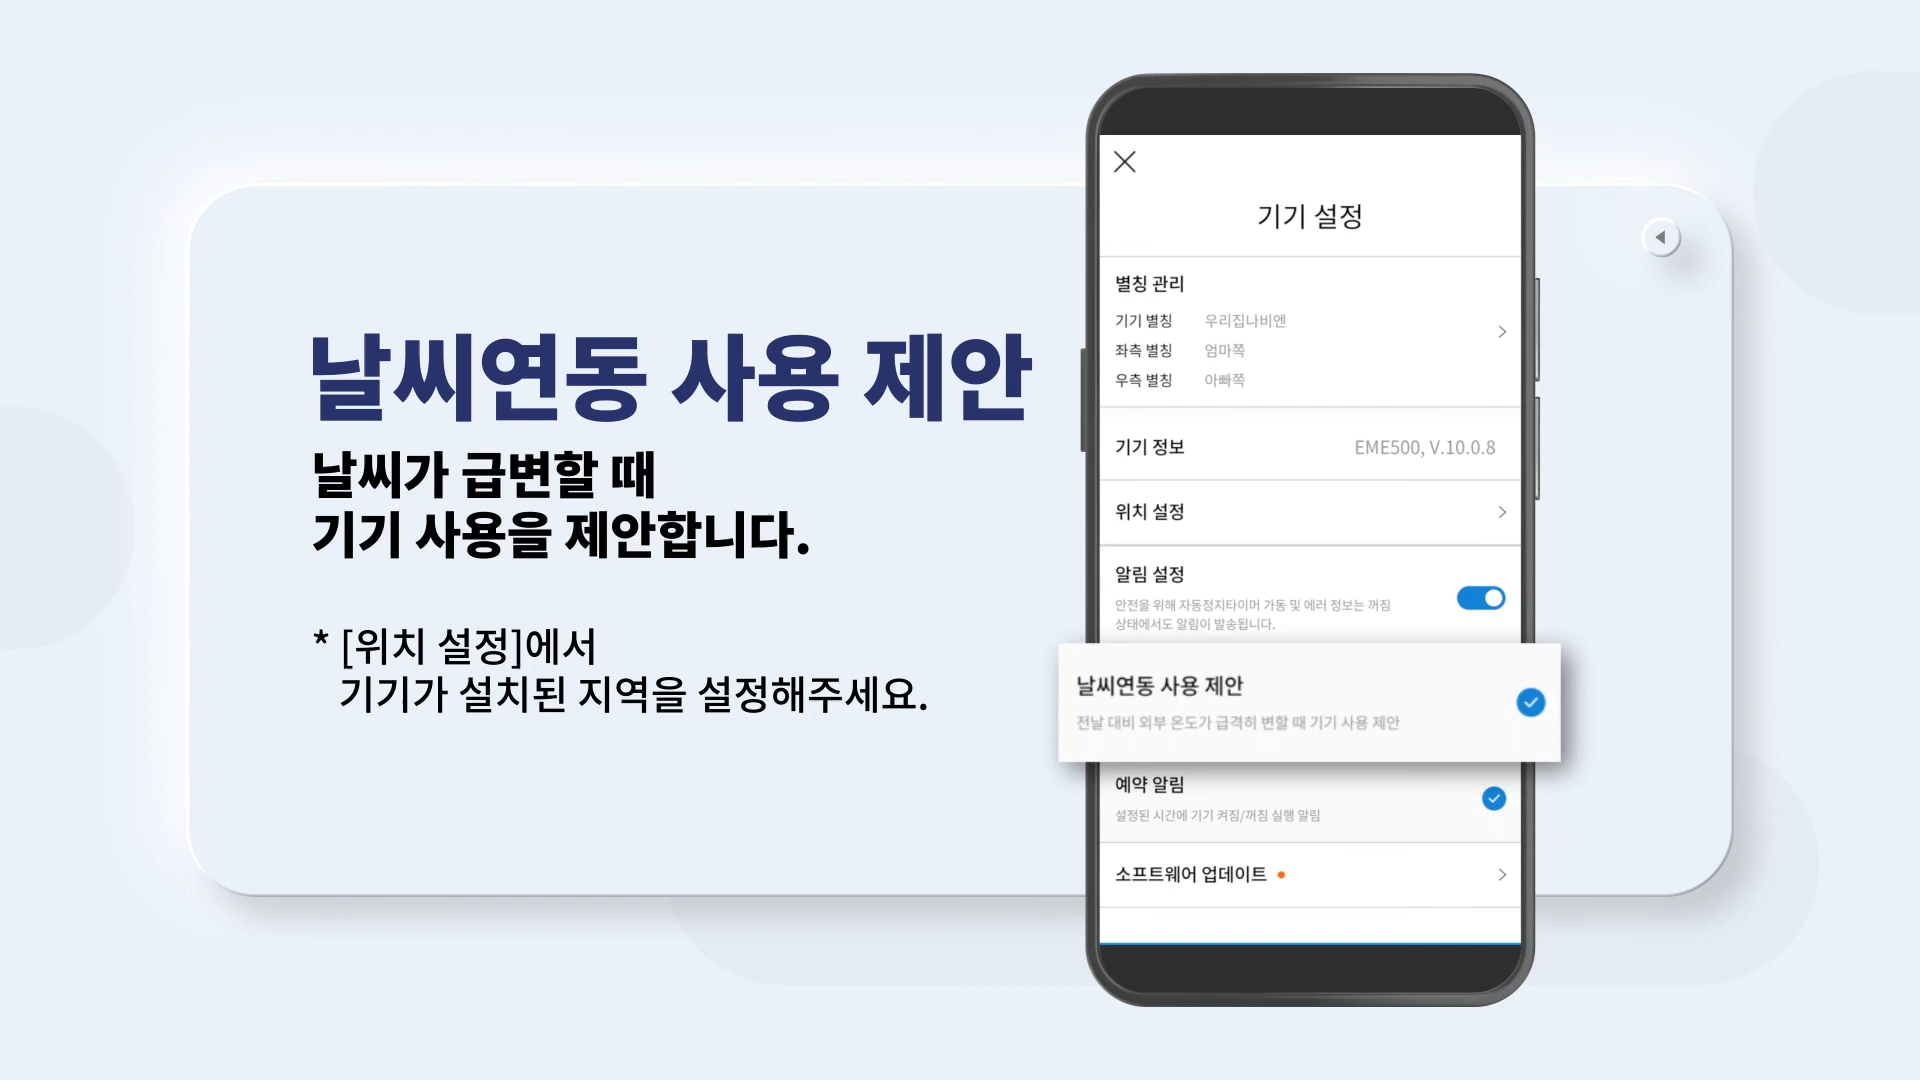 날씨연동 사용 제안
날씨가 급변할 때
기기 사용을 제안합니다.
* [위치 설정]에서
기기가 설치된 지역을 설정해주세요.
기기 설정
별칭 관리
기기 별칭 우리집나비엔
좌측 별칭 엄마쪽
우측 별칭 아빠쪽
기기 정보 EME500, V.10.0.8
위치 설정
알림 설정
안전을 위해 자동정지타이머 가동 및 에러 정보는 꺼짐
상태에서도 알림이 발송됩니다.
날씨연동 사용 제안
전날 대비 외부 온도가 급격히 변할 때 기기 사용 제안
예약 알림
설정된 시간에 기기 켜짐/꺼짐 실행 알림
소프트웨어 업데이트